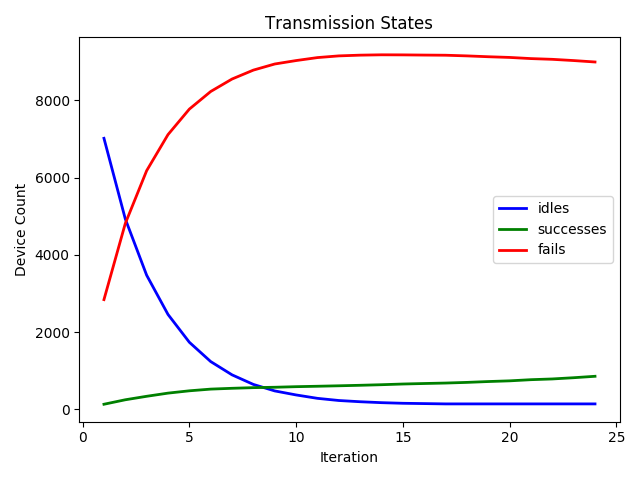 Transmission States
Device Count
8000
6000
4000
2000
0
idles
successes
fails
0 5 10 15 20 25
Iteration